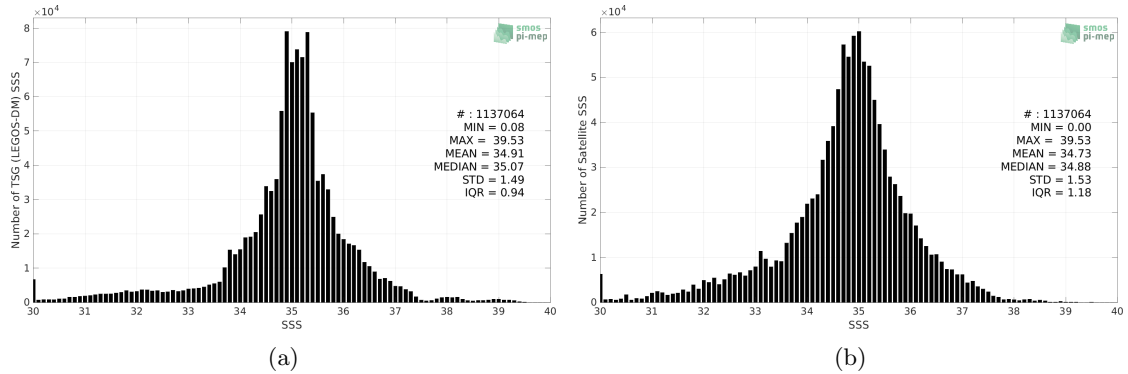 ×10⁴
smos
pi-mep
8
7
6
5
4
3
2
1
0
Number of TSG (LEGOS-DM) SSS
# : 1137064
MIN = 0.08
MAX = 39.53
MEAN = 34.91
MEDIAN = 35.07
STD = 1.49
IQR = 0.94
30 31 32 33 34 35 36 37 38 39 40
SSS
(a)
×10⁴
smos
pi-mep
6
5
4
3
2
1
0
Number of Satellite SSS
# : 1137064
MIN = 0.00
MAX = 39.53
MEAN = 34.73
MEDIAN = 34.88
STD = 1.53
IQR = 1.18
30 31 32 33 34 35 36 37 38 39 40
SSS
(b)